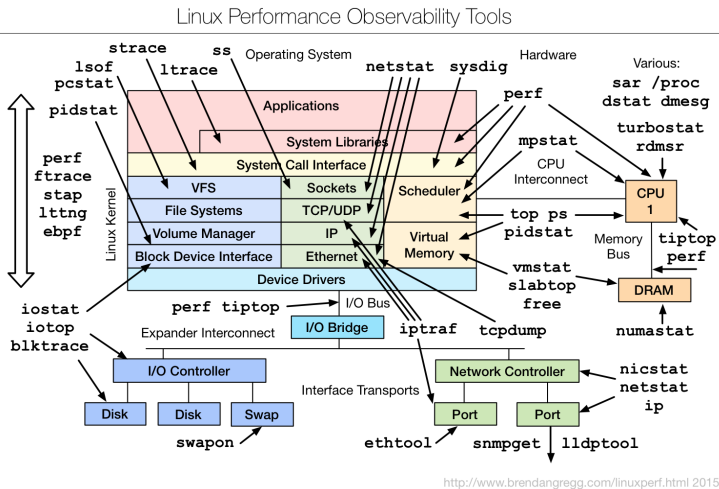 Linux Performance Observability Tools
strace
ss
Operating System
Hardware
lsof
pcstat
ltrace
netstat
sysdig
Various:
sar /proc
dstat dmesg
pidstat
Applications
perf
turbostat
rdmsr
System Libraries
mpstat
System Call Interface
CPU
Interconnect
perf
ftrace
stap
lttng
ebpf
Linux Kernel
VFS
Sockets
Scheduler
CPU
1
File Systems
TCP/UDP
top ps
pidstat
Volume Manager
IP
Virtual
Memory
Memory
Bus
tiptop
perf
Block Device Interface
Ethernet
vmstat
slabtop
free
Device Drivers
DRAM
iostat
iotop
blktrace
perf tiptop
I/O Bus
numastat
Expander Interconnect
I/O Bridge
iptraf
tcpdump
I/O Controller
Network Controller
nicstat
netstat
ip
Interface Transports
Disk
Disk
Swap
Port
Port
swapon
ethtool
snmpget
lldptool
http://www.brendangregg.com/linuxperf.html 2015